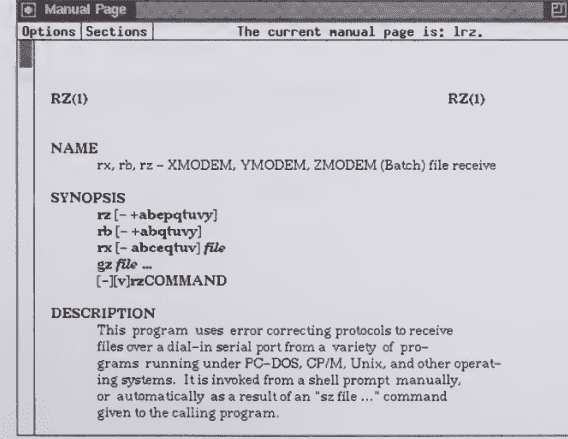 Manual Page
Options Sections The current manual page is: lrz.
RZ(1) RZ(1)
NAME
rx, rb, rz – XMODEM, YMODEM, ZMODEM (Batch) file receive
SYNOPSIS
rz [– +abepqtuvy]
rb [– +abqtuvy]
rx [– abceqtuv] file
gz file ...
[–][v]rzCOMMAND
DESCRIPTION
This program uses error correcting protocols to receive
files over a dial–in serial port from a variety of pro–
grams running under PC–DOS, CP/M, Unix, and other operat–
ing systems. It is invoked from a shell prompt manually,
or automatically as a result of an "sz file ..." command
given to the calling program.